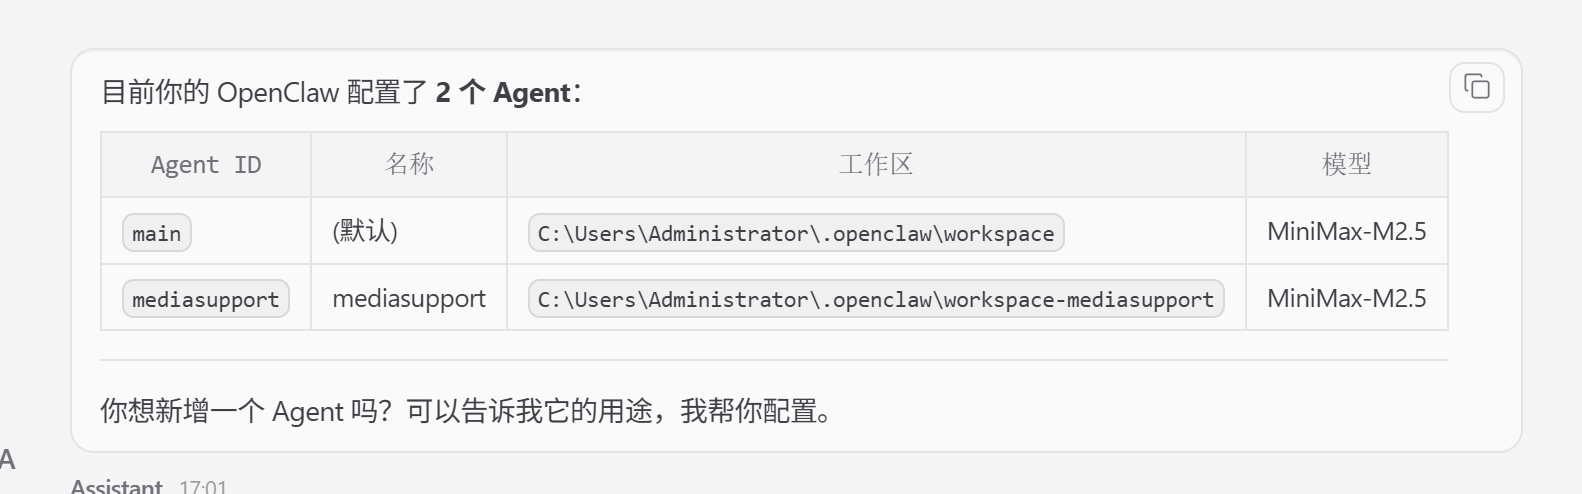 目前你的 OpenClaw 配置了 2 个 Agent：
Agent ID 名称 工作区 模型
main (默认) C:\Users\Administrator\.openclaw\workspace MiniMax-M2.5
mediasupport mediasupport C:\Users\Administrator\.openclaw\workspace-mediasupport MiniMax-M2.5
你想新增一个 Agent 吗？可以告诉我它的用途，我帮你配置。
A
Assistant 17:01